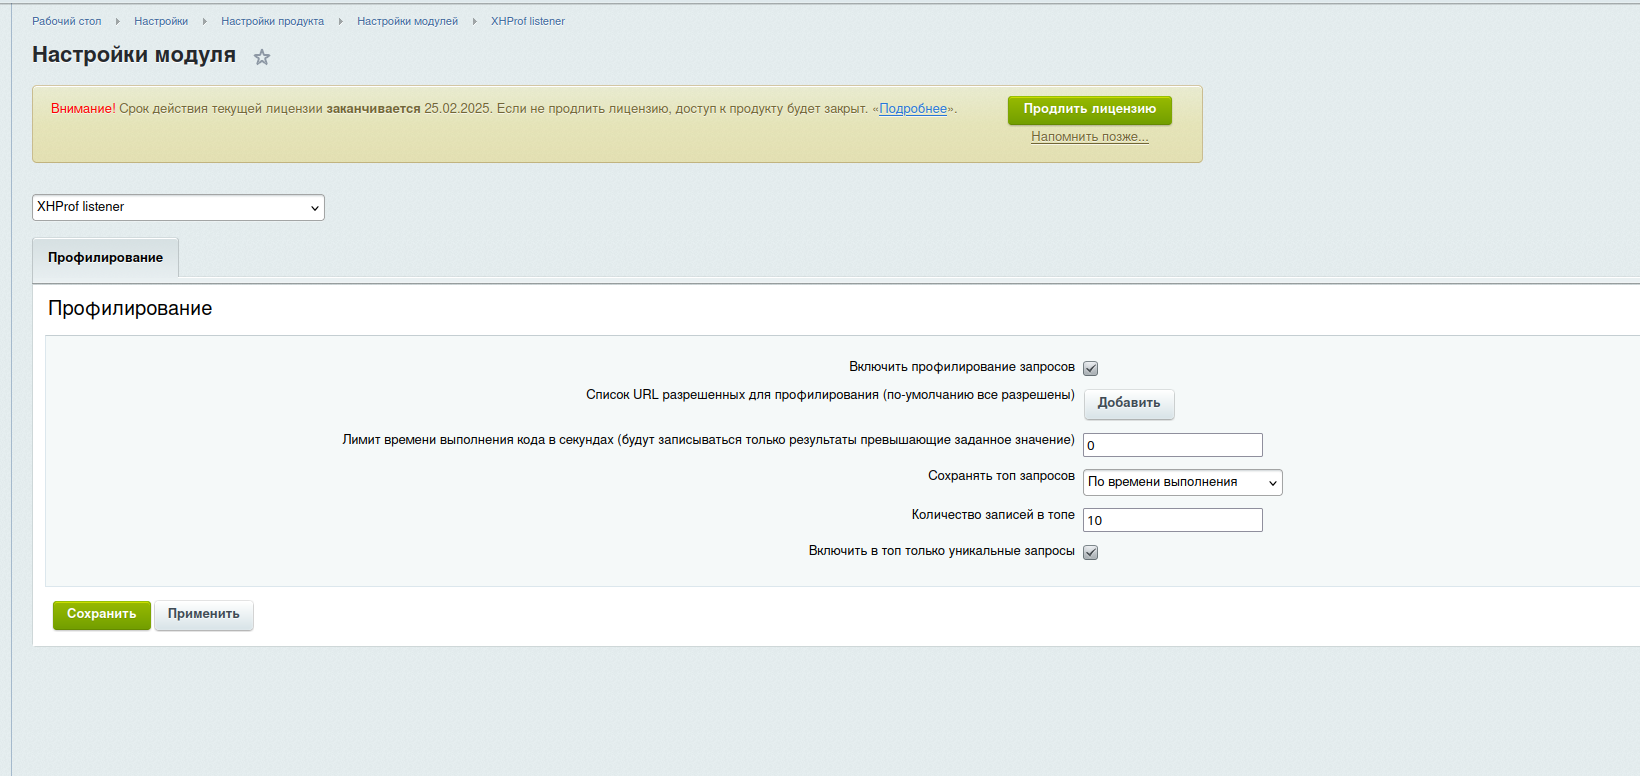 Рабочий стол Настройки Настройки продукта Настройки модулей XHProf listener
Настройки модуля
Внимание! Срок действия текущей лицензии заканчивается 25.02.2025. Если не продлить лицензию, доступ к продукту будет закрыт. «Подробнее».
Продлить лицензию
Напомнить позже...
XHProf listener
Профилирование
Профилирование
Включить профилирование запросов
Список URL разрешенных для профилирования (по-умолчанию все разрешены) Добавить
Лимит времени выполнения кода в секундах (будут записываться только результаты превышающие заданное значение) 0
Сохранять топ запросов По времени выполнения
Количество записей в топе 10
Включить в топ только уникальные запросы
Сохранить Применить